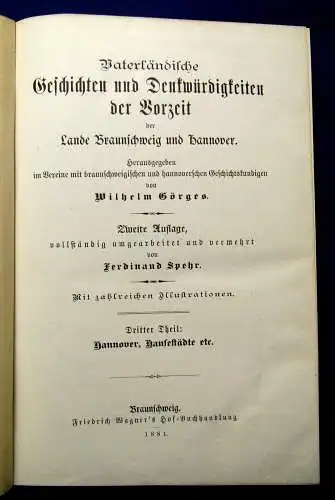 Vaterländische
Geschichten und Denkwürdigkeiten
der Vorzeit
der
Lande Braunschweig und Hannover.
Herausgegeben
im Vereine mit braunschweigischen und hannoverschen Geschichtskundigen
von
Wilhelm Görges.
Zweite Auflage,
vollständig umgearbeitet und vermehrt
von
Ferdinand Spehr.
Mit zahlreichen Illustrationen.
Dritter Theil:
Hannover, Hansestädte etc.
Braunschweig.
Friedrich Wagner's Hof-Buchhandlung
1881.